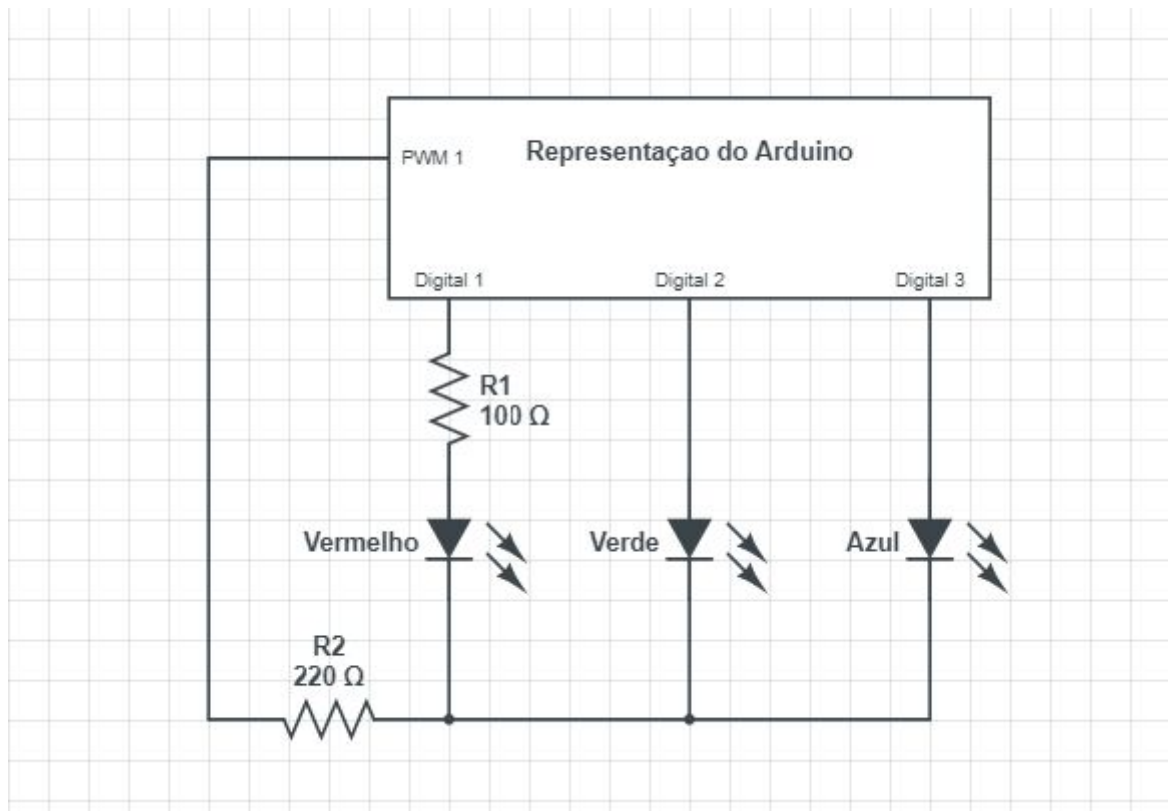 Representaçao do Arduino
PWM 1
Digital 1
Digital 2
Digital 3
R1
100 Ω
Vermelho
Verde
Azul
R2
220 Ω